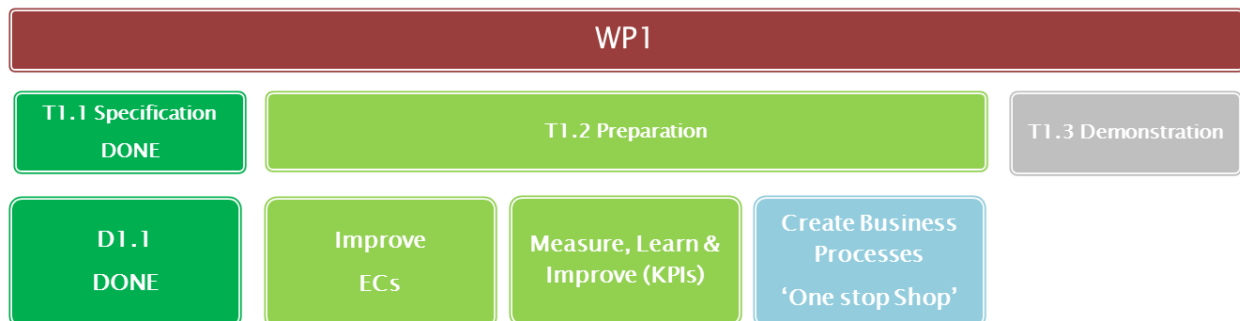 WP1
T1.1 Specification
DONE
T1.2 Preparation
T1.3 Demonstration
D1.1
DONE
Improve
ECs
Measure, Learn &
Improve (KPIs)
Create Business
Processes
‘One stop Shop’